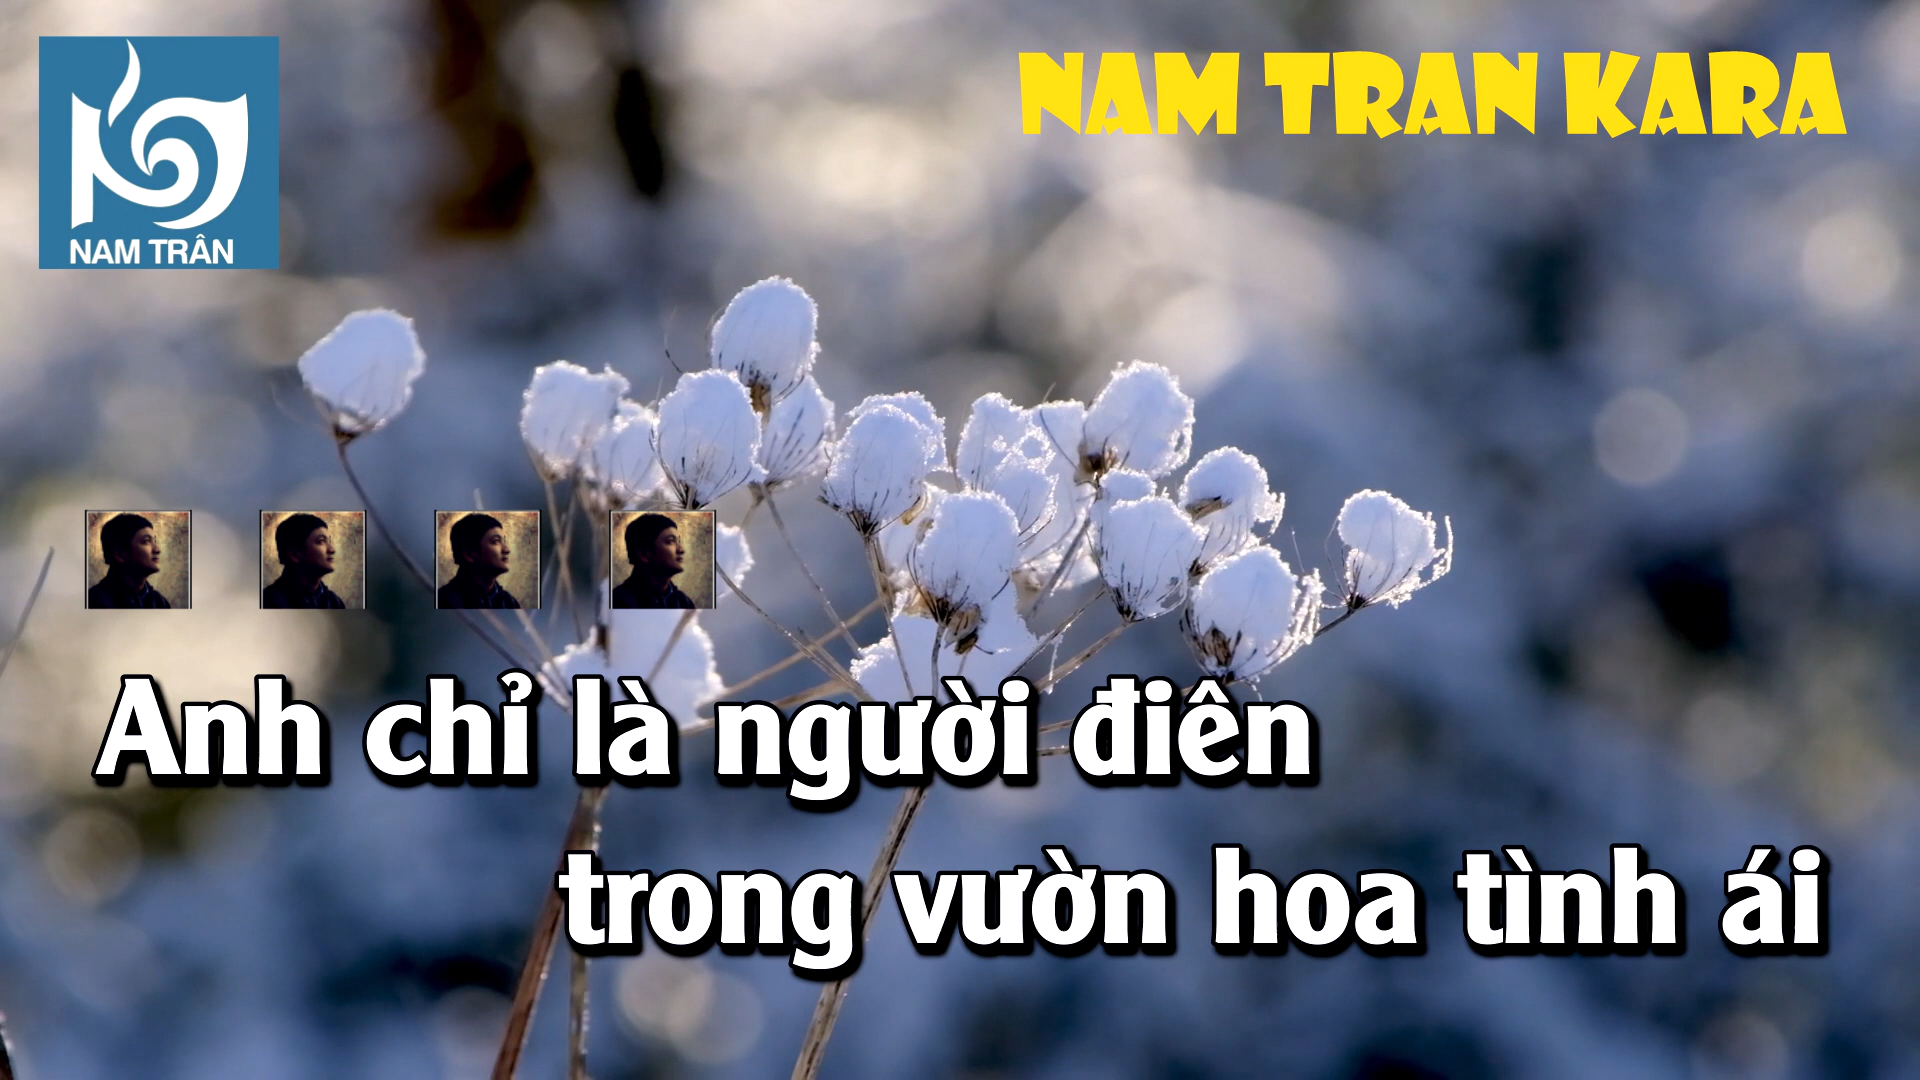 NAM TRAN KARA
NAM TRÂN
Anh chỉ là người điên
trong vườn hoa tình ái